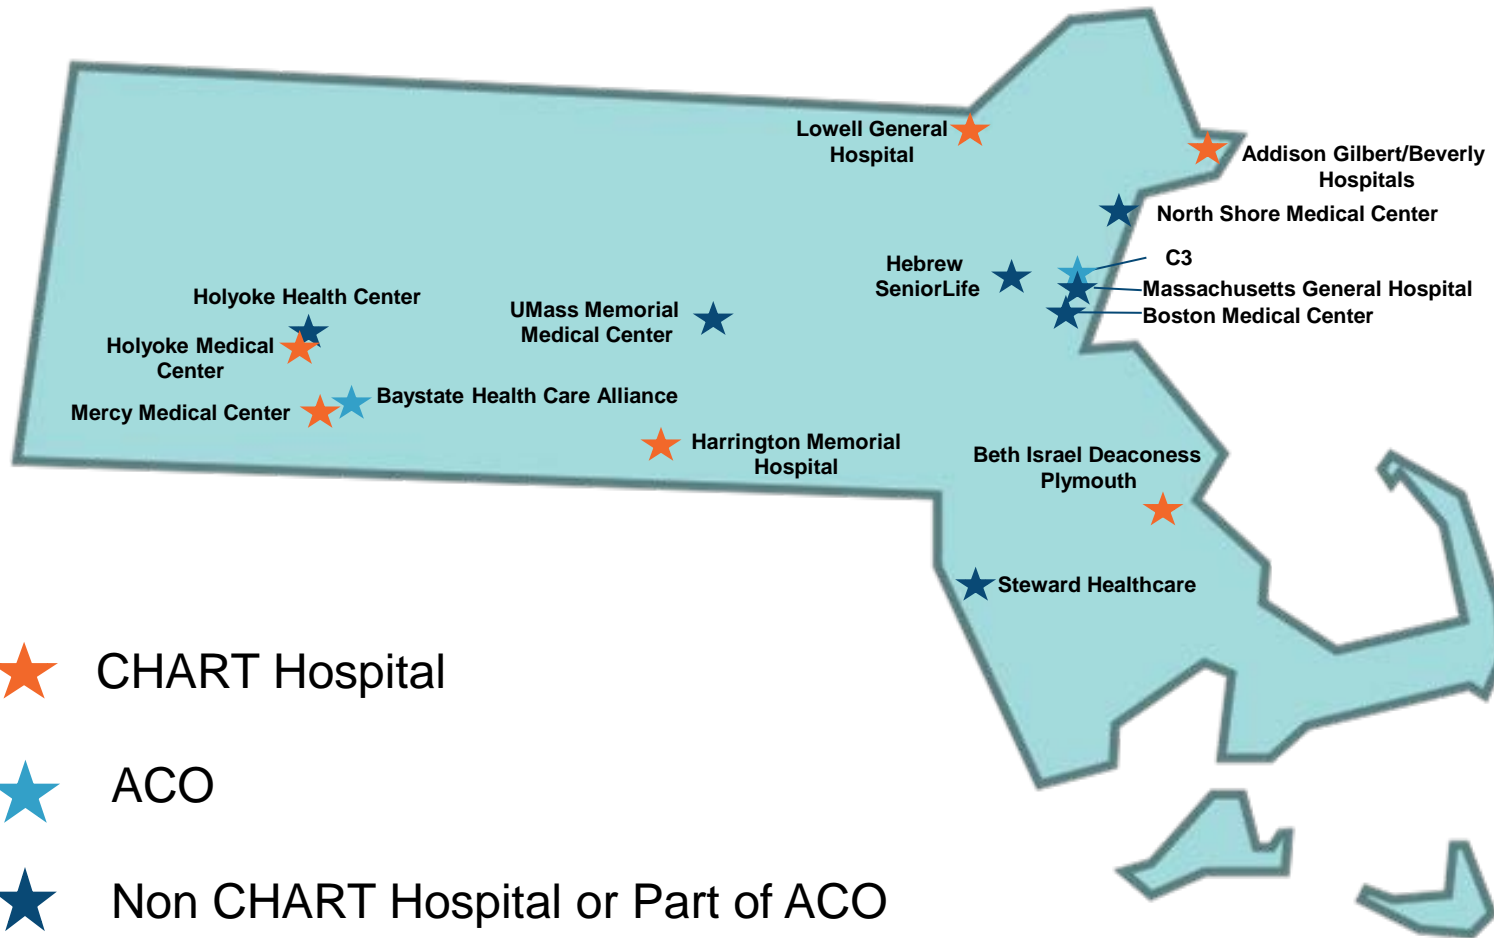 Lowell General
Hospital
Addison Gilbert/Beverly
Hospitals
North Shore Medical Center
C3
Hebrew
SeniorLife
Massachusetts General Hospital
Boston Medical Center
Holyoke Health Center
UMass Memorial
Medical Center
Holyoke Medical
Center
Baystate Health Care Alliance
Mercy Medical Center
Harrington Memorial
Hospital
Beth Israel Deaconess
Plymouth
Steward Healthcare
CHART Hospital
ACO
Non CHART Hospital or Part of ACO